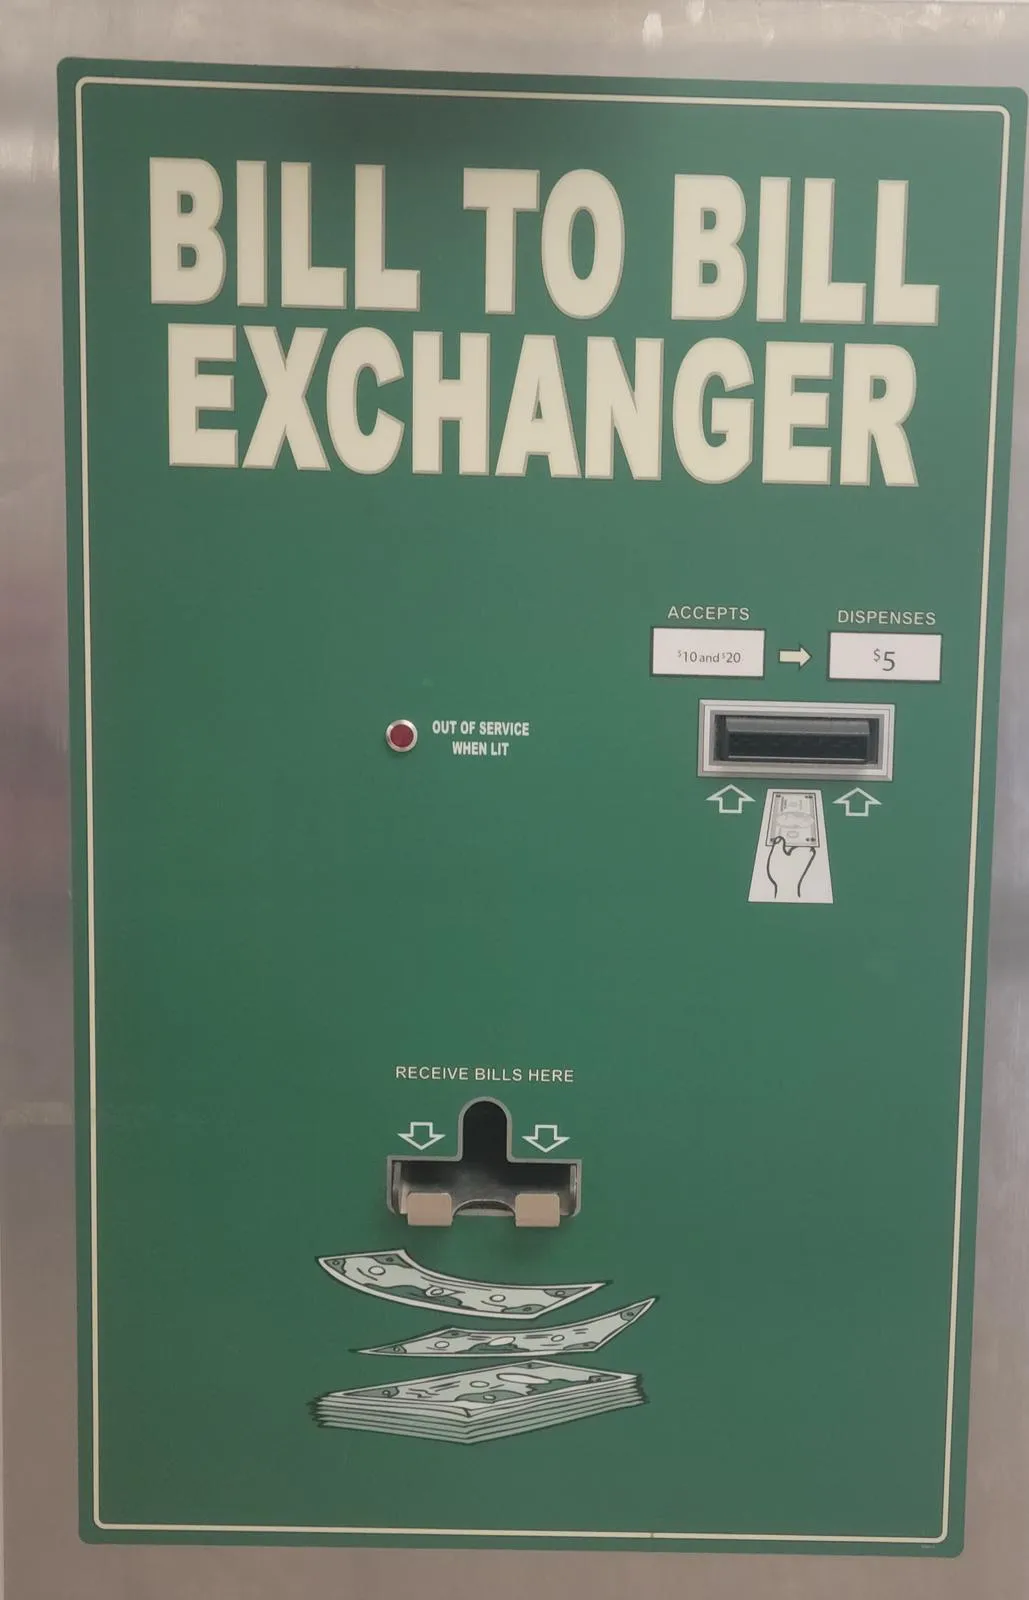 BILL TO BILL
EXCHANGER
ACCEPTS
DISPENSES
$10 and $20
$5
OUT OF SERVICE
WHEN LIT
RECEIVE BILLS HERE